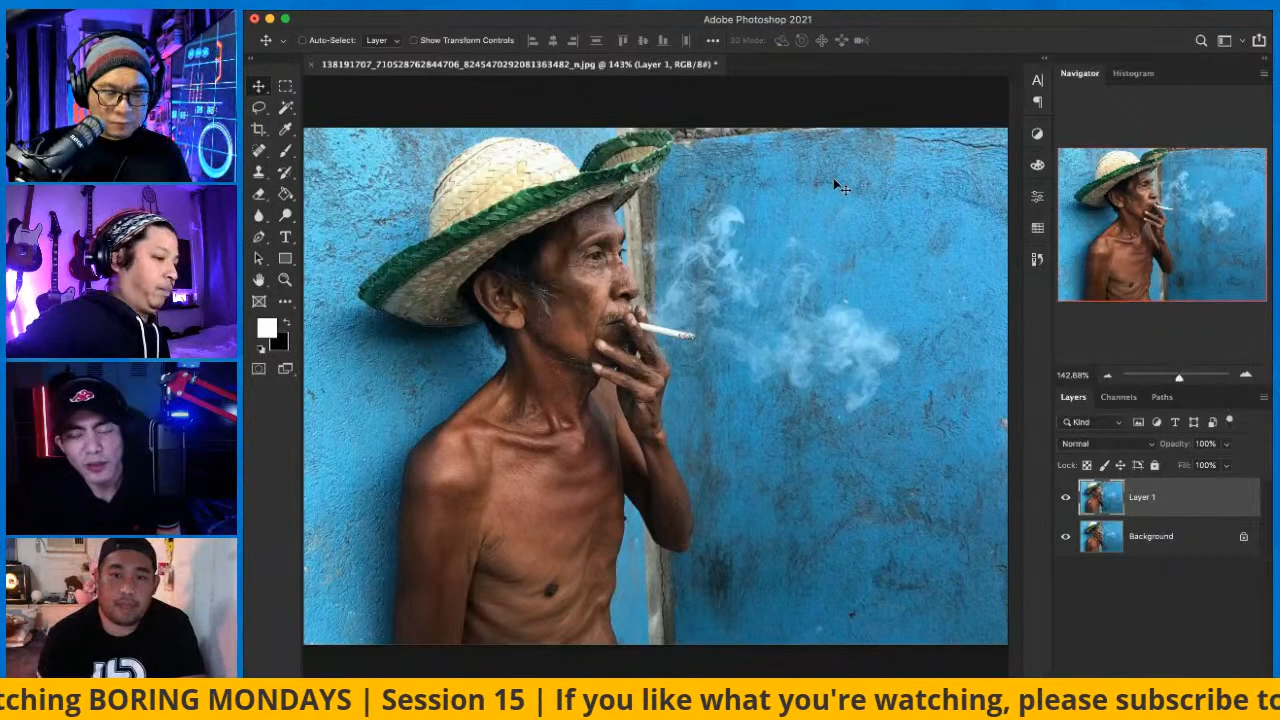 Adobe Photoshop 2021
Auto-Select: Layer Show Transform Controls 3D Mode:
138191707_710528762844706_8245470292081363482_n.jpg @ 143% (Layer 1, RGB/8#) *
Navigator Histogram
142.68%
Layers Channels Paths
Kind
Normal Opacity: 100%
Lock: Fill: 100%
Layer 1
Background
tching BORING MONDAYS | Session 15 | If you like what you're watching, please subscribe to